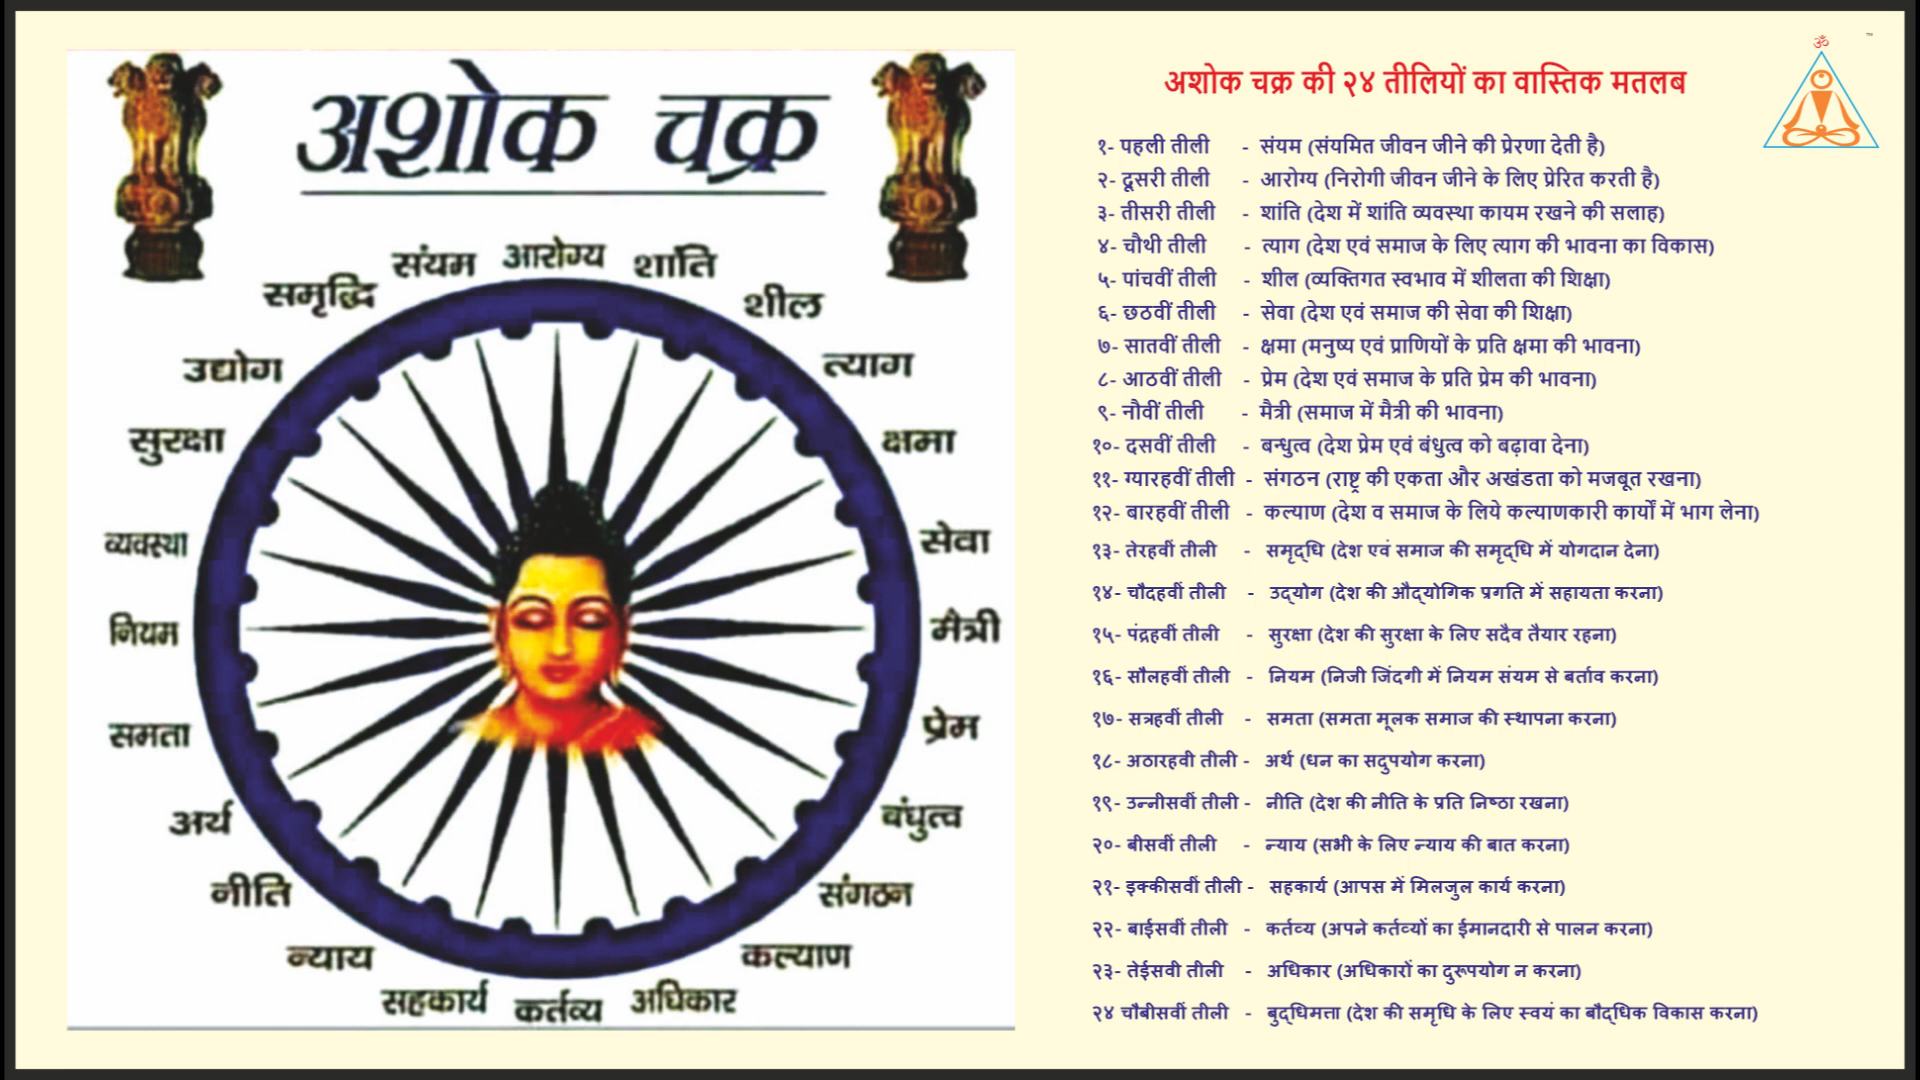 अशोक चक्र
संयम
आरोग्य
शांति
समृद्धि
शील
उद्योग
त्याग
सुरक्षा
क्षमा
व्यवस्था
सेवा
नियम
मैत्री
समता
प्रेम
अर्थ
बंधुत्व
नीति
संगठन
न्याय
कल्याण
सहकार्य
कर्तव्य
अधिकार
ॐ
™
अशोक चक्र की २४ तीलियों का वास्तिक मतलब
१- पहली तीली - संयम (संयमित जीवन जीने की प्रेरणा देती है)
२- दूसरी तीली - आरोग्य (निरोगी जीवन जीने के लिए प्रेरित करती है)
३- तीसरी तीली - शांति (देश में शांति व्यवस्था कायम रखने की सलाह)
४- चौथी तीली - त्याग (देश एवं समाज के लिए त्याग की भावना का विकास)
५- पांचवीं तीली - शील (व्यक्तिगत स्वभाव में शीलता की शिक्षा)
६- छठवीं तीली - सेवा (देश एवं समाज की सेवा की शिक्षा)
७- सातवीं तीली - क्षमा (मनुष्य एवं प्राणियों के प्रति क्षमा की भावना)
८- आठवीं तीली - प्रेम (देश एवं समाज के प्रति प्रेम की भावना)
९- नौवीं तीली - मैत्री (समाज में मैत्री की भावना)
१०- दसवीं तीली - बन्धुत्व (देश प्रेम एवं बंधुत्व को बढ़ावा देना)
११- ग्यारहवीं तीली - संगठन (राष्ट्र की एकता और अखंडता को मजबूत रखना)
१२- बारहवीं तीली - कल्याण (देश व समाज के लिये कल्याणकारी कार्यों में भाग लेना)
१३- तेरहवीं तीली - समृद्धि (देश एवं समाज की समृद्धि में योगदान देना)
१४- चौदहवीं तीली - उद्योग (देश की औद्योगिक प्रगति में सहायता करना)
१५- पंद्रहवीं तीली - सुरक्षा (देश की सुरक्षा के लिए सदैव तैयार रहना)
१६- सौलहवीं तीली - नियम (निजी जिंदगी में नियम संयम से बर्ताव करना)
१७- सत्रहवीं तीली - समता (समता मूलक समाज की स्थापना करना)
१८- अठारहवी तीली - अर्थ (धन का सदुपयोग करना)
१९- उन्नीसवीं तीली - नीति (देश की नीति के प्रति निष्ठा रखना)
२०- बीसवीं तीली - न्याय (सभी के लिए न्याय की बात करना)
२१- इक्कीसवीं तीली - सहकार्य (आपस में मिलजुल कार्य करना)
२२- बाईसवीं तीली - कर्तव्य (अपने कर्तव्यों का ईमानदारी से पालन करना)
२३- तेईसवी तीली - अधिकार (अधिकारों का दुरूपयोग न करना)
२४ चौबीसवीं तीली - बुद्धिमत्ता (देश की समृधि के लिए स्वयं का बौद्धिक विकास करना)